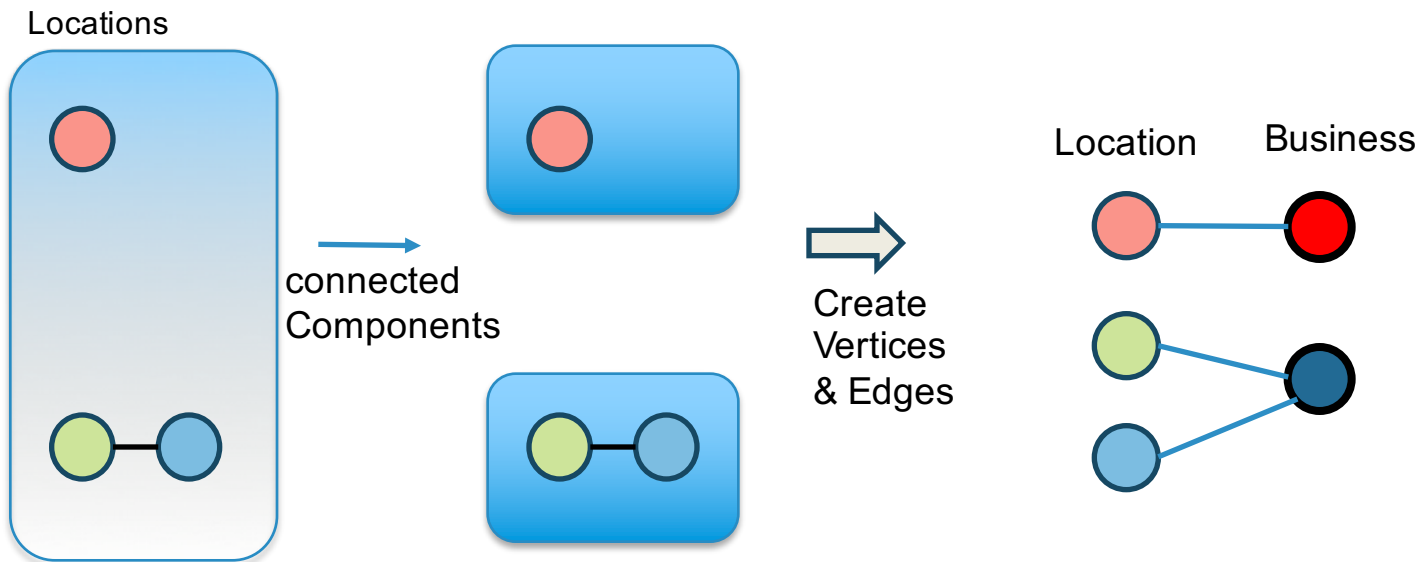 Locations
connected
Components
Create
Vertices
& Edges
Location
Business